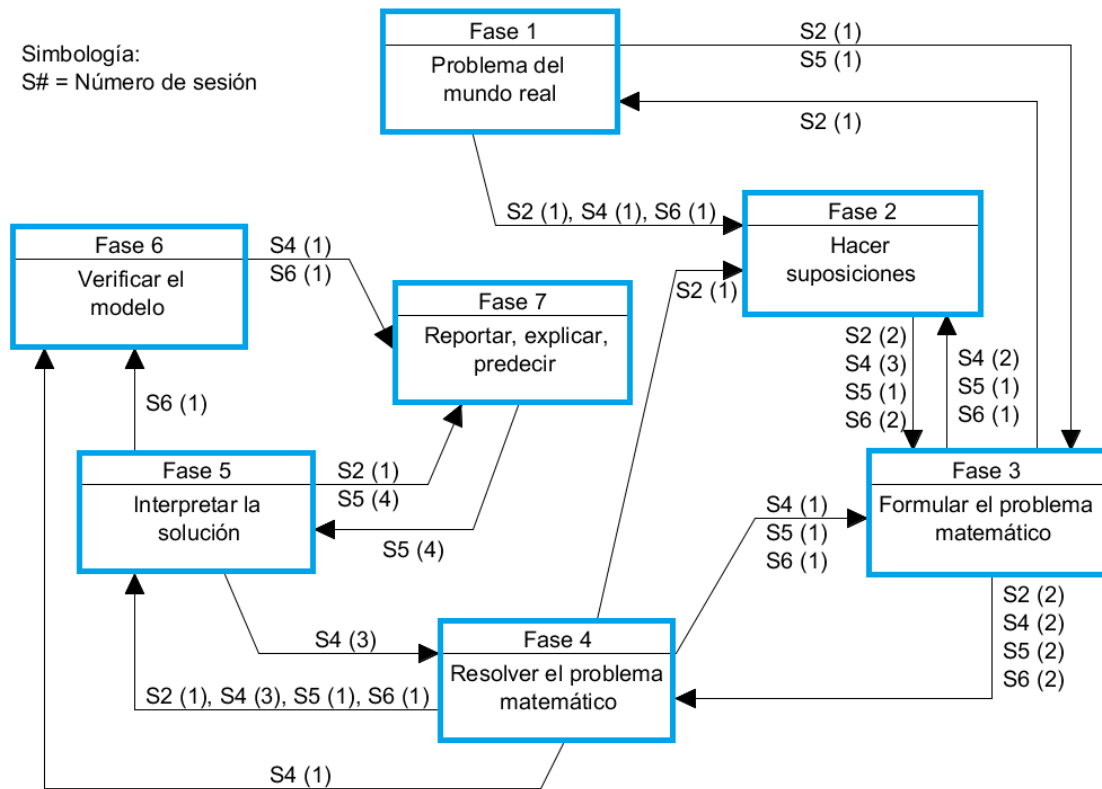 Simbología:
S# = Número de sesión
Fase 1
Problema del
mundo real
S2 (1)
S5 (1)
S2 (1)
S2 (1), S4 (1), S6 (1)
Fase 2
Hacer
suposiciones
Fase 6
Verificar el
modelo
S4 (1)
S6 (1)
Fase 7
Reportar, explicar,
predecir
S2 (1)
S2 (2)
S4 (3)
S5 (1)
S6 (2)
S4 (2)
S5 (1)
S6 (1)
S6 (1)
Fase 5
Interpretar la
solución
S2 (1)
S5 (4)
S5 (4)
Fase 3
Formular el problema
matemático
S4 (1)
S5 (1)
S6 (1)
S2 (2)
S4 (2)
S5 (2)
S6 (2)
S4 (3)
Fase 4
Resolver el problema
matemático
S2 (1), S4 (3), S5 (1), S6 (1)
S4 (1)